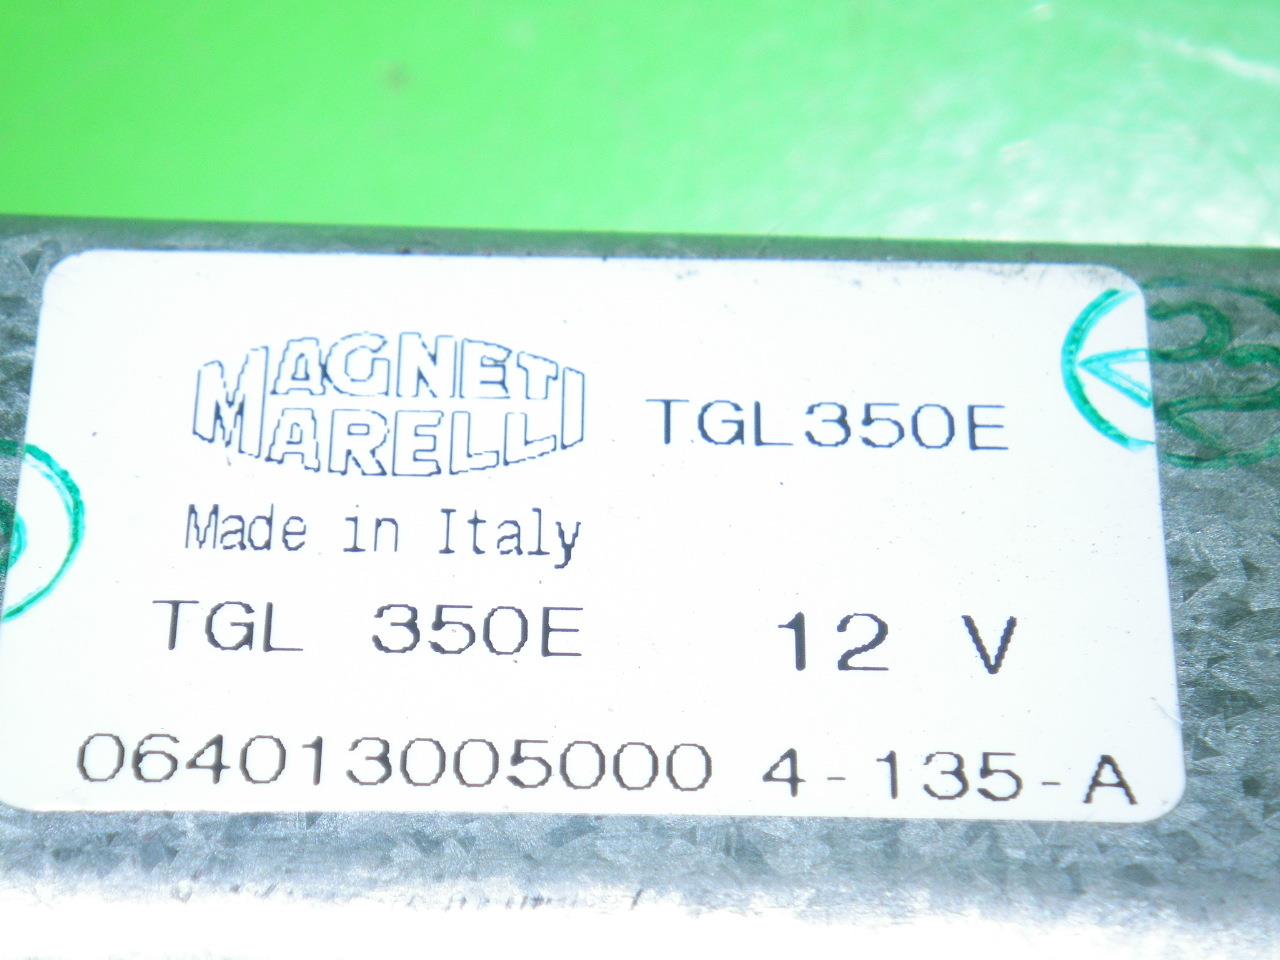 MAGNETI
MARELLI
TGL350E
Made in Italy
TGL 350E 12 V
064013005000 4-135-A